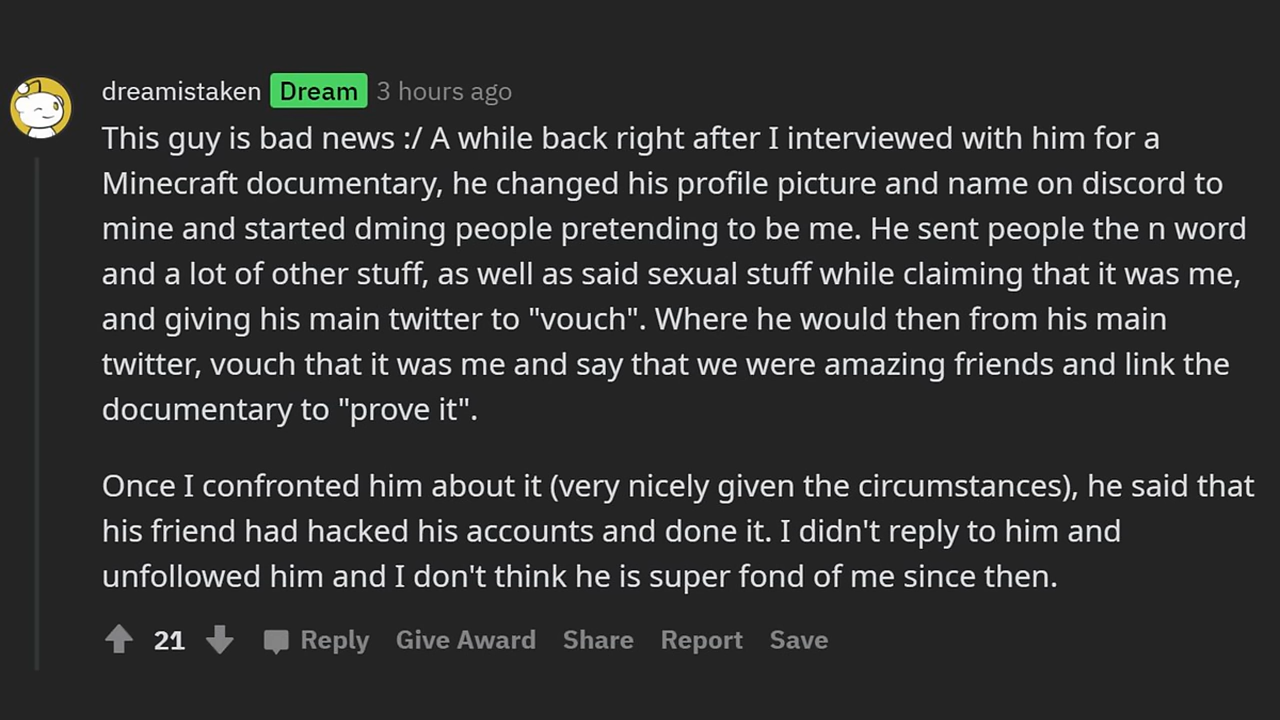 dreamistaken Dream 3 hours ago
This guy is bad news :/ A while back right after I interviewed with him for a
Minecraft documentary, he changed his profile picture and name on discord to
mine and started dming people pretending to be me. He sent people the n word
and a lot of other stuff, as well as said sexual stuff while claiming that it was me,
and giving his main twitter to "vouch". Where he would then from his main
twitter, vouch that it was me and say that we were amazing friends and link the
documentary to "prove it".
Once I confronted him about it (very nicely given the circumstances), he said that
his friend had hacked his accounts and done it. I didn't reply to him and
unfollowed him and I don't think he is super fond of me since then.
21 Reply Give Award Share Report Save